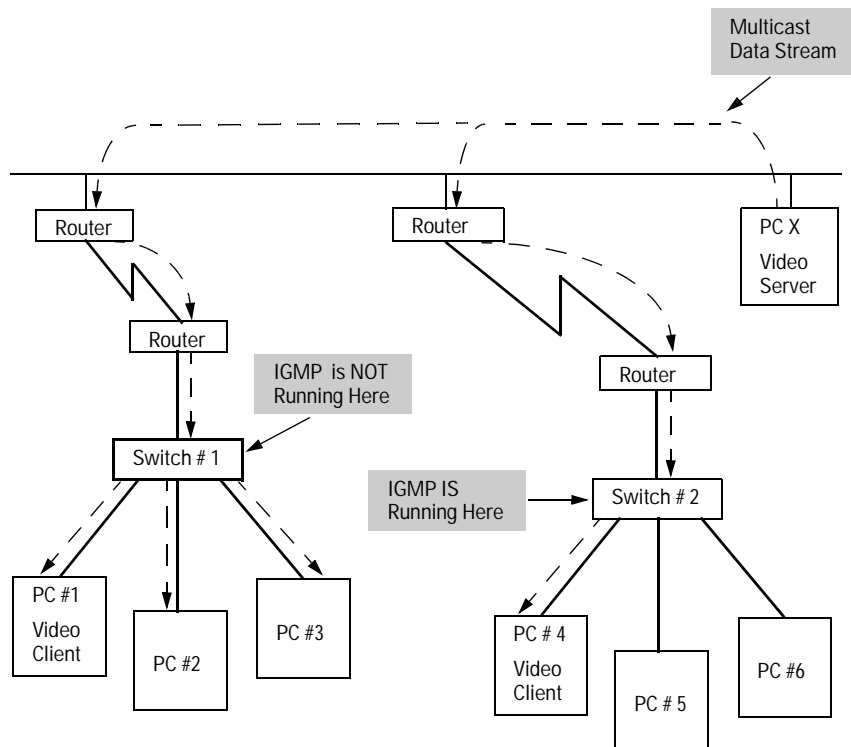 Multicast
Data Stream
Router
Router
PC X
Video
Server
Router
Router
IGMP is NOT
Running Here
Switch # 1
IGMP IS
Running Here
Switch # 2
PC #1
Video
Client
PC #2
PC #3
PC # 4
Video
Client
PC # 5
PC #6